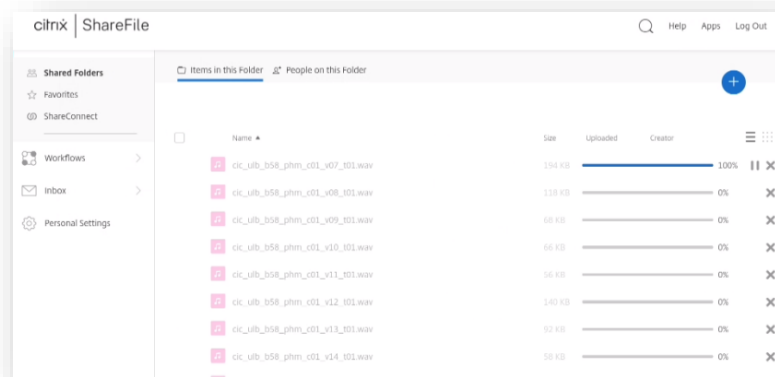 citrix | ShareFile
Help Apps Log Out
Shared Folders
Favorites
ShareConnect
Workflows
Inbox
Personal Settings
Items in this Folder People on this Folder
Name Size Uploaded Creator
cic_ulb_b58_phm_c01_v07_t01.wav 194 KB 100%
cic_ulb_b58_phm_c01_v08_t01.wav 118 KB 0%
cic_ulb_b58_phm_c01_v09_t01.wav 68 KB 0%
cic_ulb_b58_phm_c01_v10_t01.wav 66 KB 0%
cic_ulb_b58_phm_c01_v11_t01.wav 56 KB 0%
cic_ulb_b58_phm_c01_v12_t01.wav 140 KB 0%
cic_ulb_b58_phm_c01_v13_t01.wav 92 KB 0%
cic_ulb_b58_phm_c01_v14_t01.wav 58 KB 0%